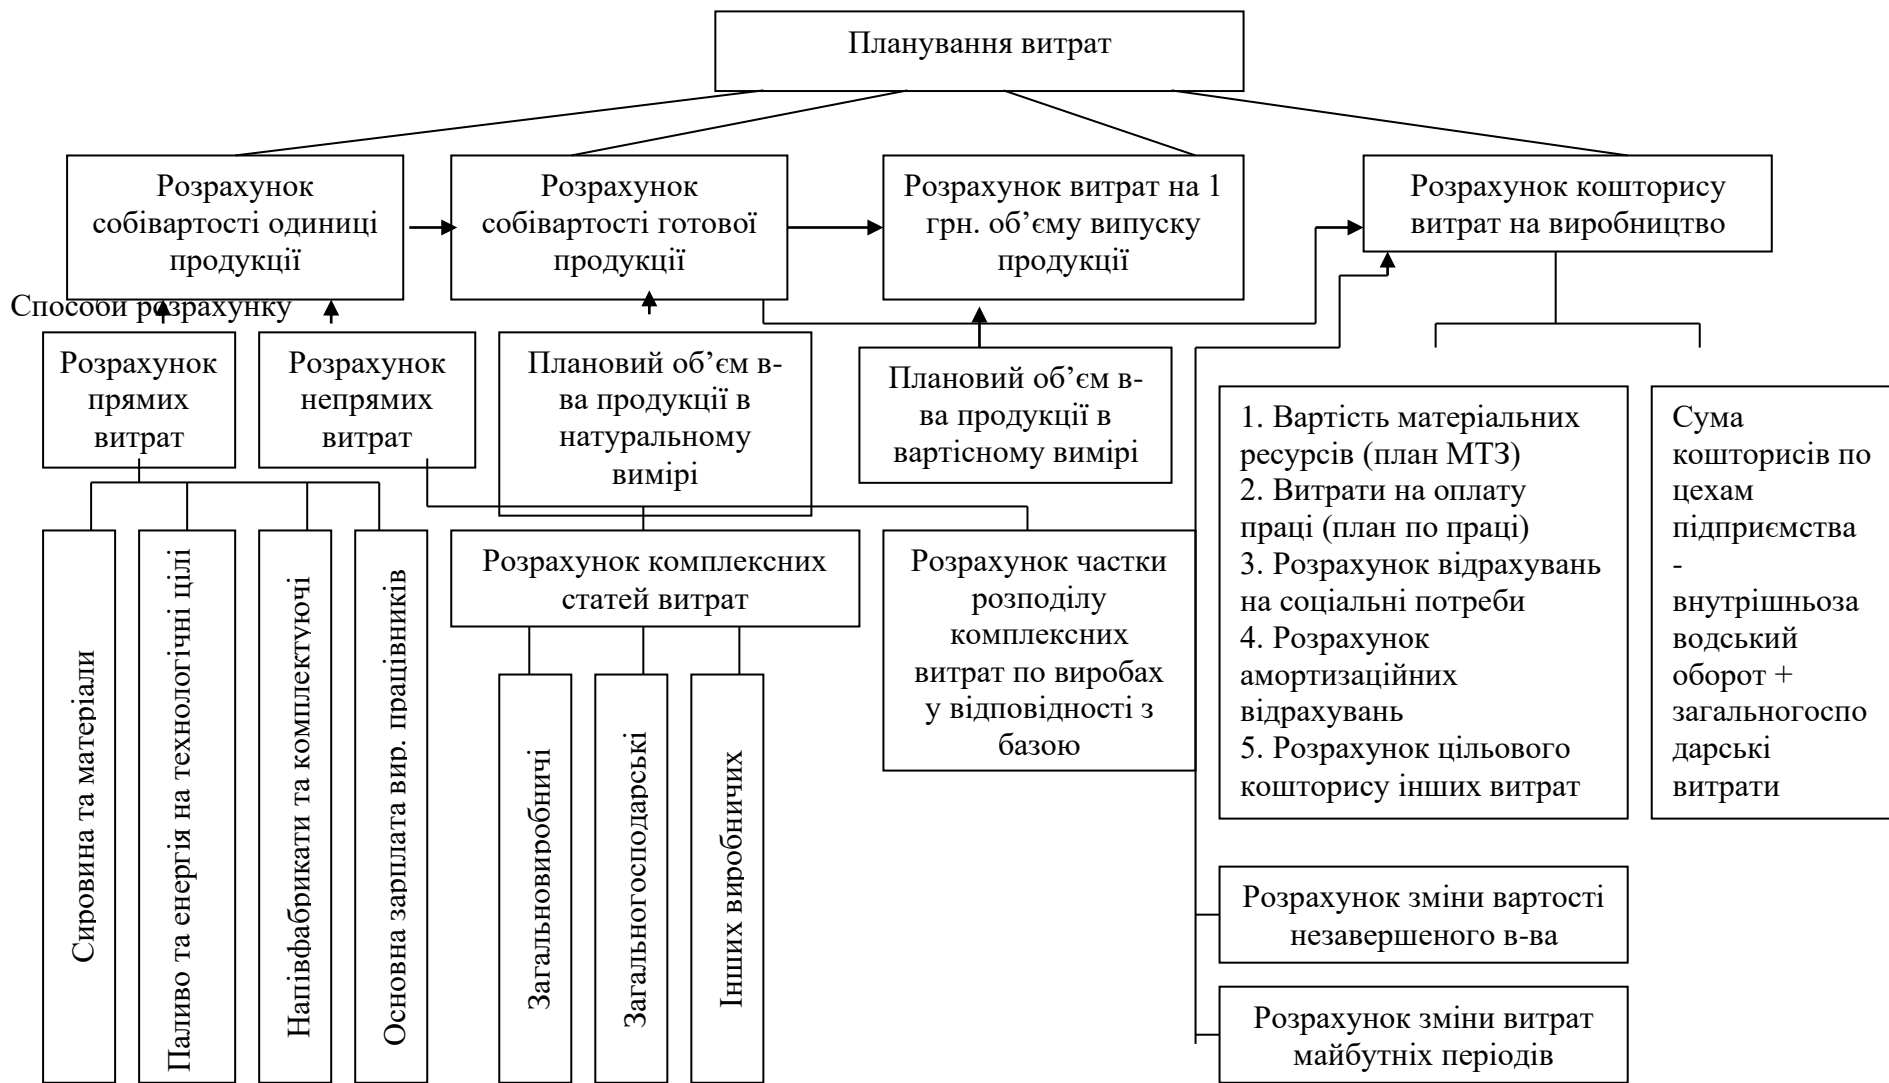 Планування витрат
Розрахунок
собівартості одиниці
продукції
Розрахунок
собівартості готової
продукції
Розрахунок витрат на 1
грн. об’єму випуску
продукції
Розрахунок кошторису
витрат на виробництво
Способи розрахунку
Розрахунок
прямих
витрат
Розрахунок
непрямих
витрат
Плановий об’єм в-
ва продукції в
натуральному
вимірі
Плановий об’єм в-
ва продукції в
вартісному вимірі
1. Вартість матеріальних
ресурсів (план МТЗ)
2. Витрати на оплату
праці (план по праці)
3. Розрахунок відрахувань
на соціальні потреби
4. Розрахунок
амортизаційних
відрахувань
5. Розрахунок цільового
кошторису інших витрат
Сума
кошторисів по
цехам
підприємства
-
внутрішньоза
водський
оборот +
загальногоспо
дарські
витрати
Сировина та матеріали
Паливо та енергія на технологічні цілі
Напівфабрикати та комплектуючі
Основна зарплата вир. працівників
Розрахунок комплексних
статей витрат
Розрахунок частки
розподілу
комплексних
витрат по виробах
у відповідності з
базою
Загальновиробничі
Загальногосподарські
Інших виробничих
Розрахунок зміни вартості
незавершеного в-ва
Розрахунок зміни витрат
майбутніх періодів